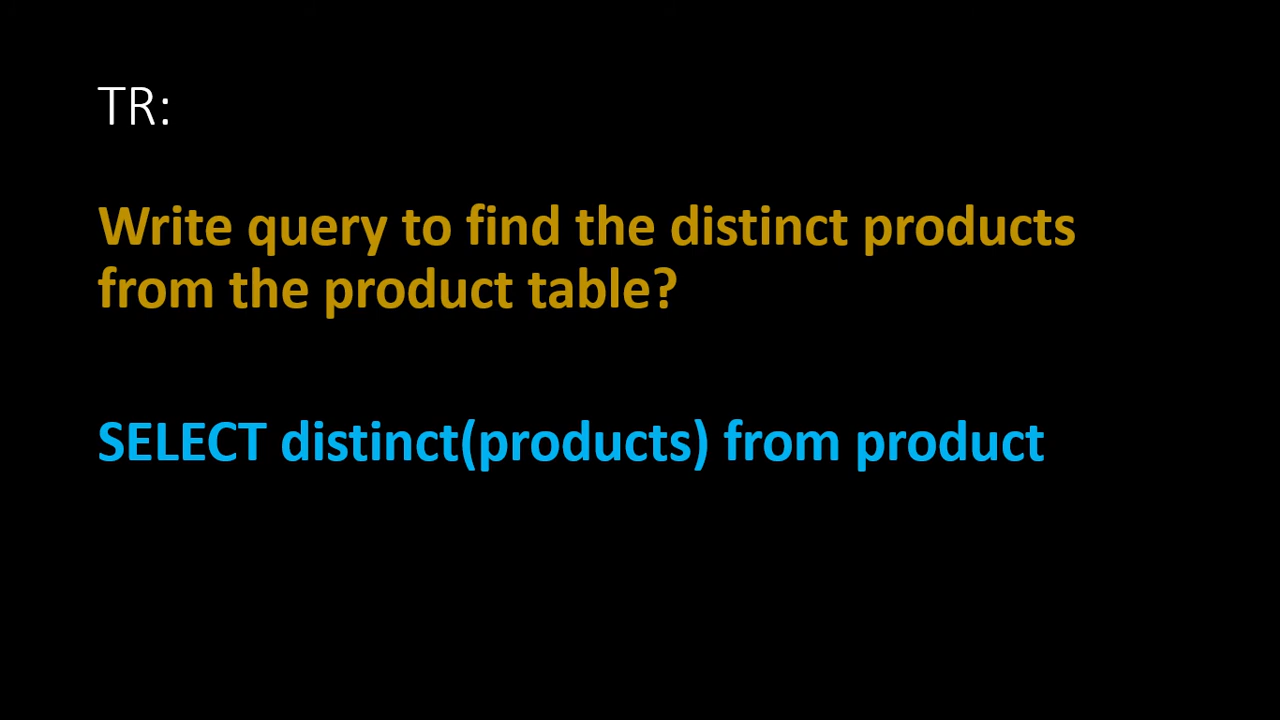 TR:
Write query to find the distinct products
from the product table?
SELECT distinct(products) from product